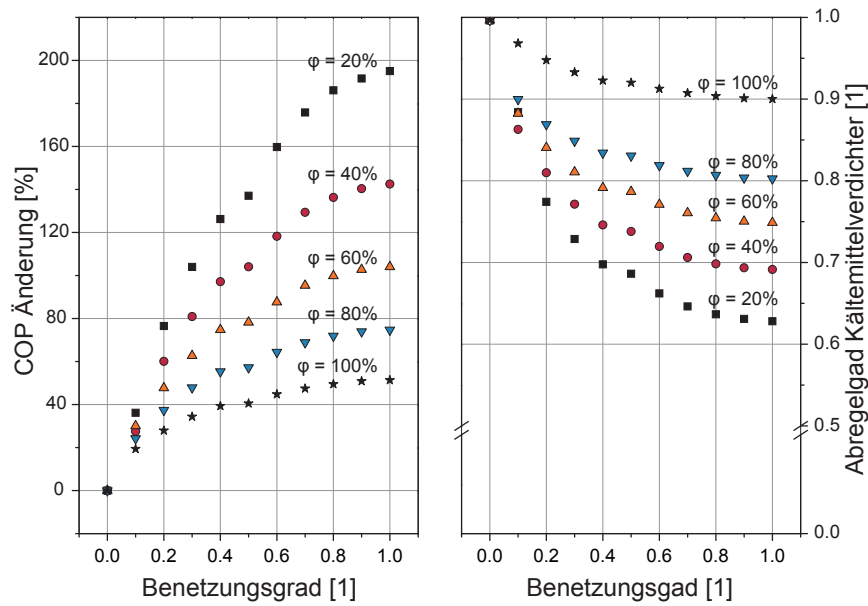 COP Änderung [%]
200
160
120
80
40
0
φ = 20%
φ = 40%
φ = 60%
φ = 80%
φ = 100%
0.0 0.2 0.4 0.6 0.8 1.0
Benetzungsgrad [1]
φ = 100%
φ = 80%
φ = 60%
φ = 40%
φ = 20%
1.0
0.9
0.8
0.7
0.6
0.5
0.0
Abregelgad Kältemittelverdichter [1]
0.0 0.2 0.4 0.6 0.8 1.0
Benetzungsgad [1]